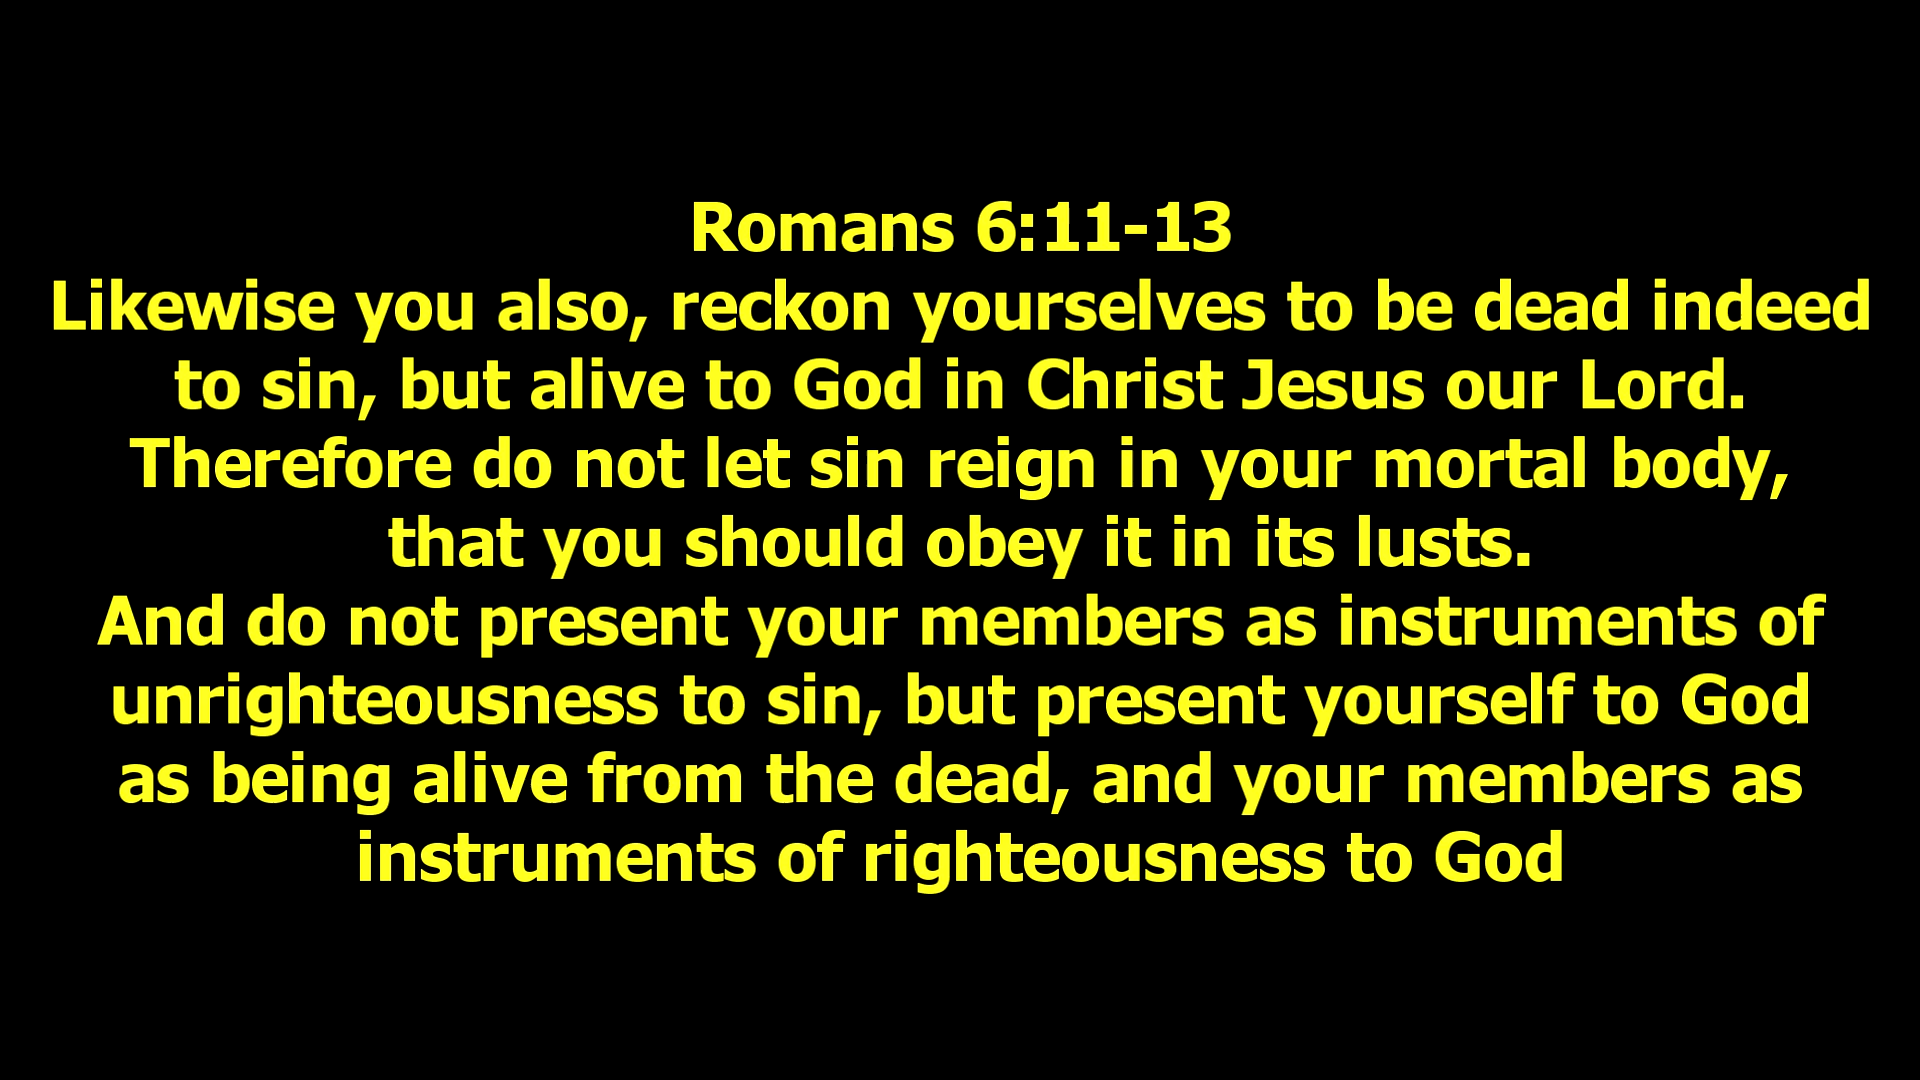 Romans 6:11-13
Likewise you also, reckon yourselves to be dead indeed
to sin, but alive to God in Christ Jesus our Lord.
Therefore do not let sin reign in your mortal body,
that you should obey it in its lusts.
And do not present your members as instruments of
unrighteousness to sin, but present yourself to God
as being alive from the dead, and your members as
instruments of righteousness to God